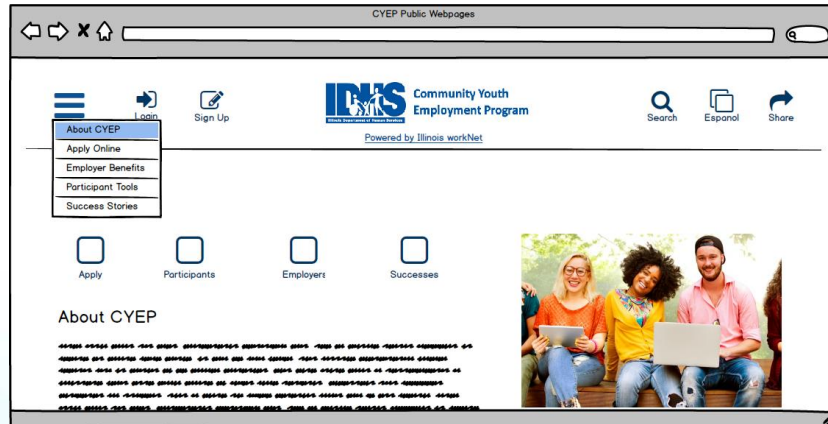 CYEP Public Webpages
Login
Sign Up
IDHS
Illinois Department of Human Services
Community Youth
Employment Program
Powered by Illinois workNet
Search
Espanol
Share
About CYEP
Apply Online
Employer Benefits
Participant Tools
Success Stories
Apply
Participants
Employers
Successes
About CYEP